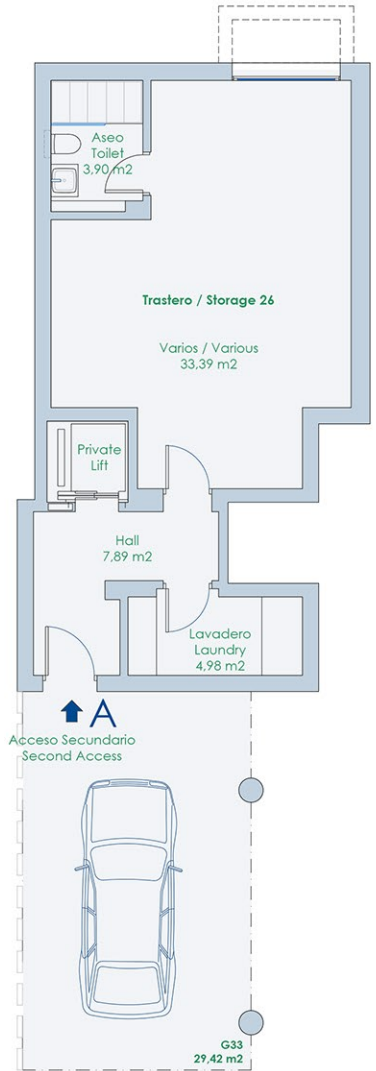 Aseo
Toilet
3,90 m2
Trastero / Storage 26
Varios / Various
33,39 m2
Private
Lift
Hall
7,89 m2
Lavadero
Laundry
4,98 m2
A
Acceso Secundario
Second Access
G33
29,42 m2